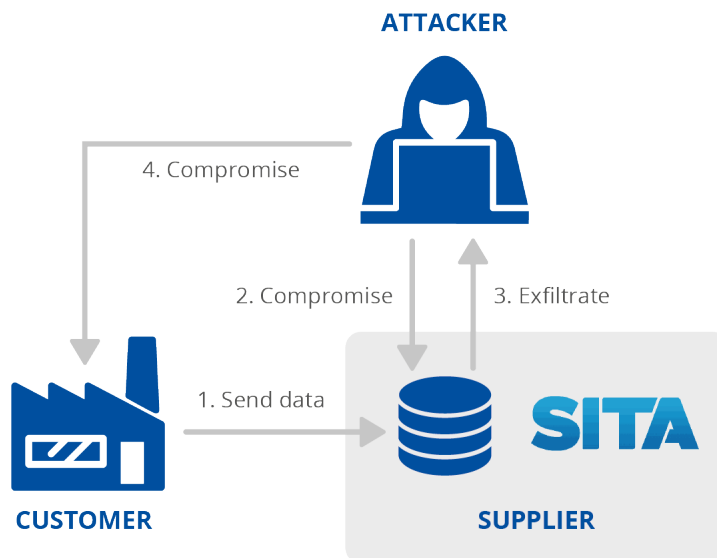 ATTACKER
4. Compromise
2. Compromise
3. Exfiltrate
1. Send data
SITA
CUSTOMER
SUPPLIER